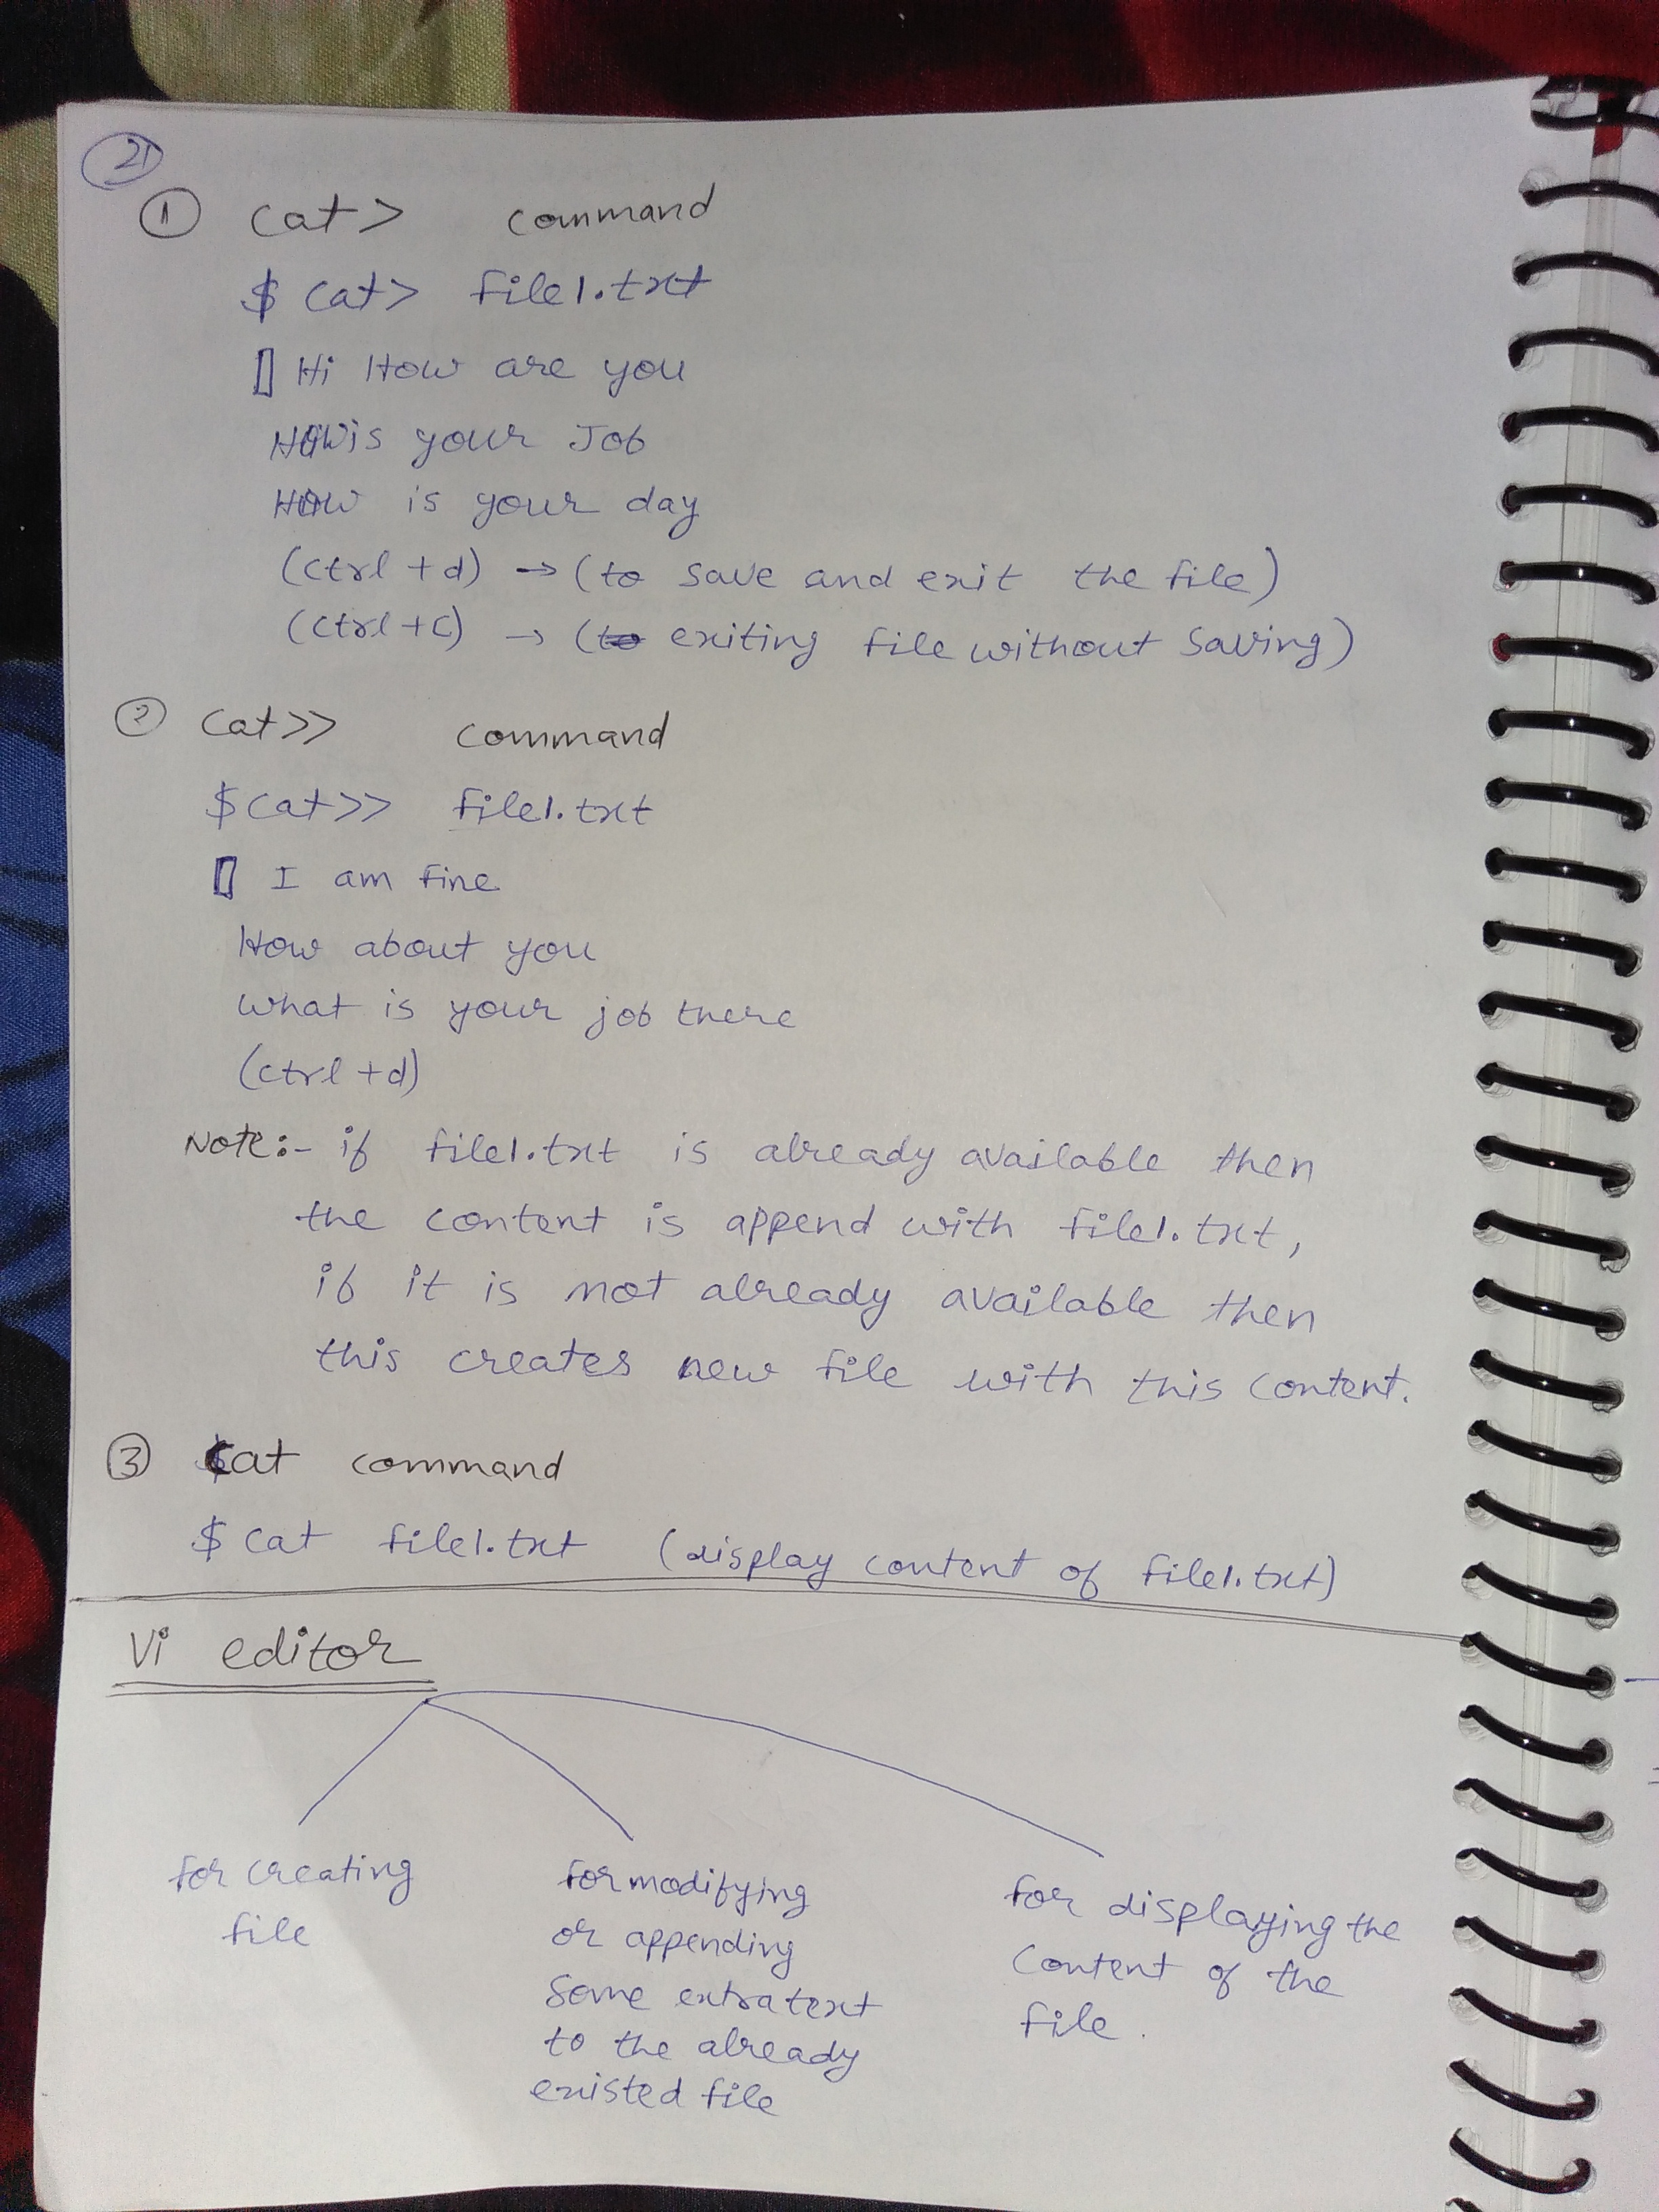 21
① cat> command
$ cat> file1.txt
▯ Hi How are you
How is your Job
How is your day
(ctrl+d) → (to save and exit the file)
(ctrl+c) → (exiting file without saving)
② cat>> command
$cat>> file1.txt
▯ I am fine
How about you
what is your job there
(ctrl+d)
Note:- if file1.txt is already available then
the content is append with file1.txt,
if it is not already available then
this creates new file with this content.
③ Cat command
$ cat file1.txt (display content of file1.txt)
Vi editor
for creating
file
for modifying
or appending
some extra text
to the already
existed file
for displaying the
content of the
file.